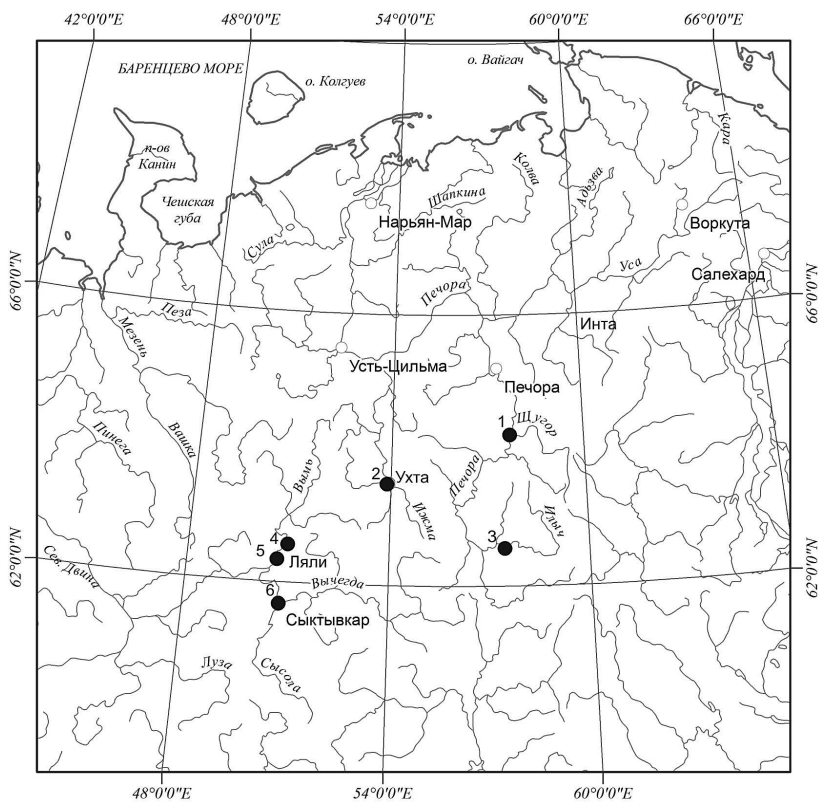 42°0'0"E 48°0'0"E 54°0'0"E 60°0'0"E 66°0'0"E
БАРЕНЦЕВО МОРЕ
о. Вайгач
о. Колгуев
п-ов
Канин
Кара
Колва
Адзьва
Шапкина
Чешская
губа
Нарьян-Мар
Воркута
Сула
Уса
Салехард
66°0'0"N
66°0'0"N
Печора
Пеза
Инта
Мезень
Усть-Цильма
Печора
1
Щугор
Пинега
Вашка
Вымь
2
Ухта
Печора
Ижма
Илыч
3
4
5
Ляли
62°0'0"N
62°0'0"N
Сев. Двина
Вычегда
6
Сыктывкар
Луза
Сысола
48°0'0"E 54°0'0"E 60°0'0"E